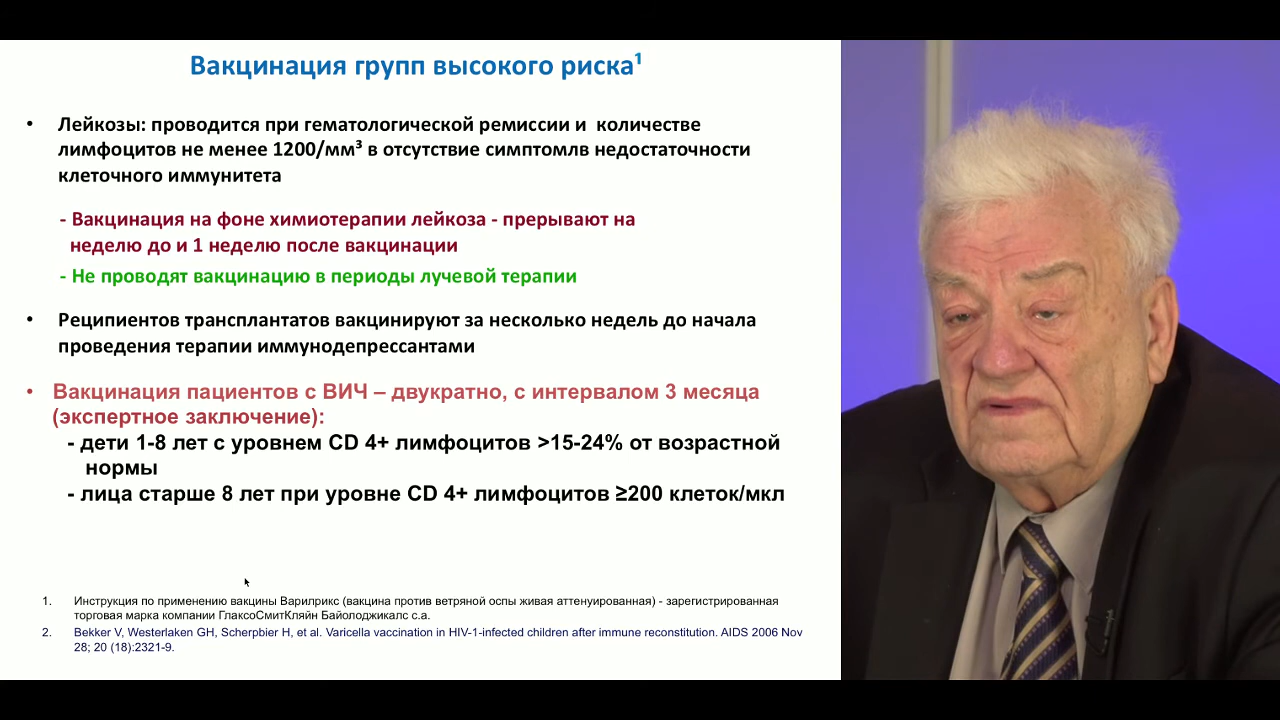 Вакцинация групп высокого риска¹
• Лейкозы: проводится при гематологической ремиссии и количестве
лимфоцитов не менее 1200/мм³ в отсутствие симптомлв недостаточности
клеточного иммунитета
- Вакцинация на фоне химиотерапии лейкоза - прерывают на
неделю до и 1 неделю после вакцинации
- Не проводят вакцинацию в периоды лучевой терапии
• Реципиентов трансплантатов вакцинируют за несколько недель до начала
проведения терапии иммунодепрессантами
• Вакцинация пациентов с ВИЧ – двукратно, с интервалом 3 месяца
(экспертное заключение):
- дети 1-8 лет с уровнем CD 4+ лимфоцитов >15-24% от возрастной
нормы
- лица старше 8 лет при уровне CD 4+ лимфоцитов ≥200 клеток/мкл
1. Инструкция по применению вакцины Варилрикс (вакцина против ветряной оспы живая аттенуированная) - зарегистрированная
торговая марка компании ГлаксоСмитКляйн Байолоджикалс с.а.
2. Bekker V, Westerlaken GH, Scherpbier H, et al. Varicella vaccination in HIV-1-infected children after immune reconstitution. AIDS 2006 Nov
28; 20 (18):2321-9.